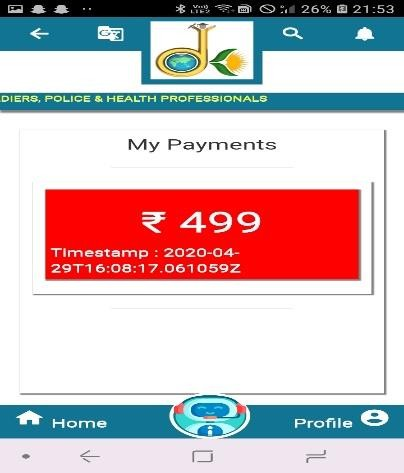 26% 21:53
DIERS, POLICE & HEALTH PROFESSIONALS
My Payments
₹ 499
Timestamp : 2020-04-
29T16:08:17.061059Z
Home Profile